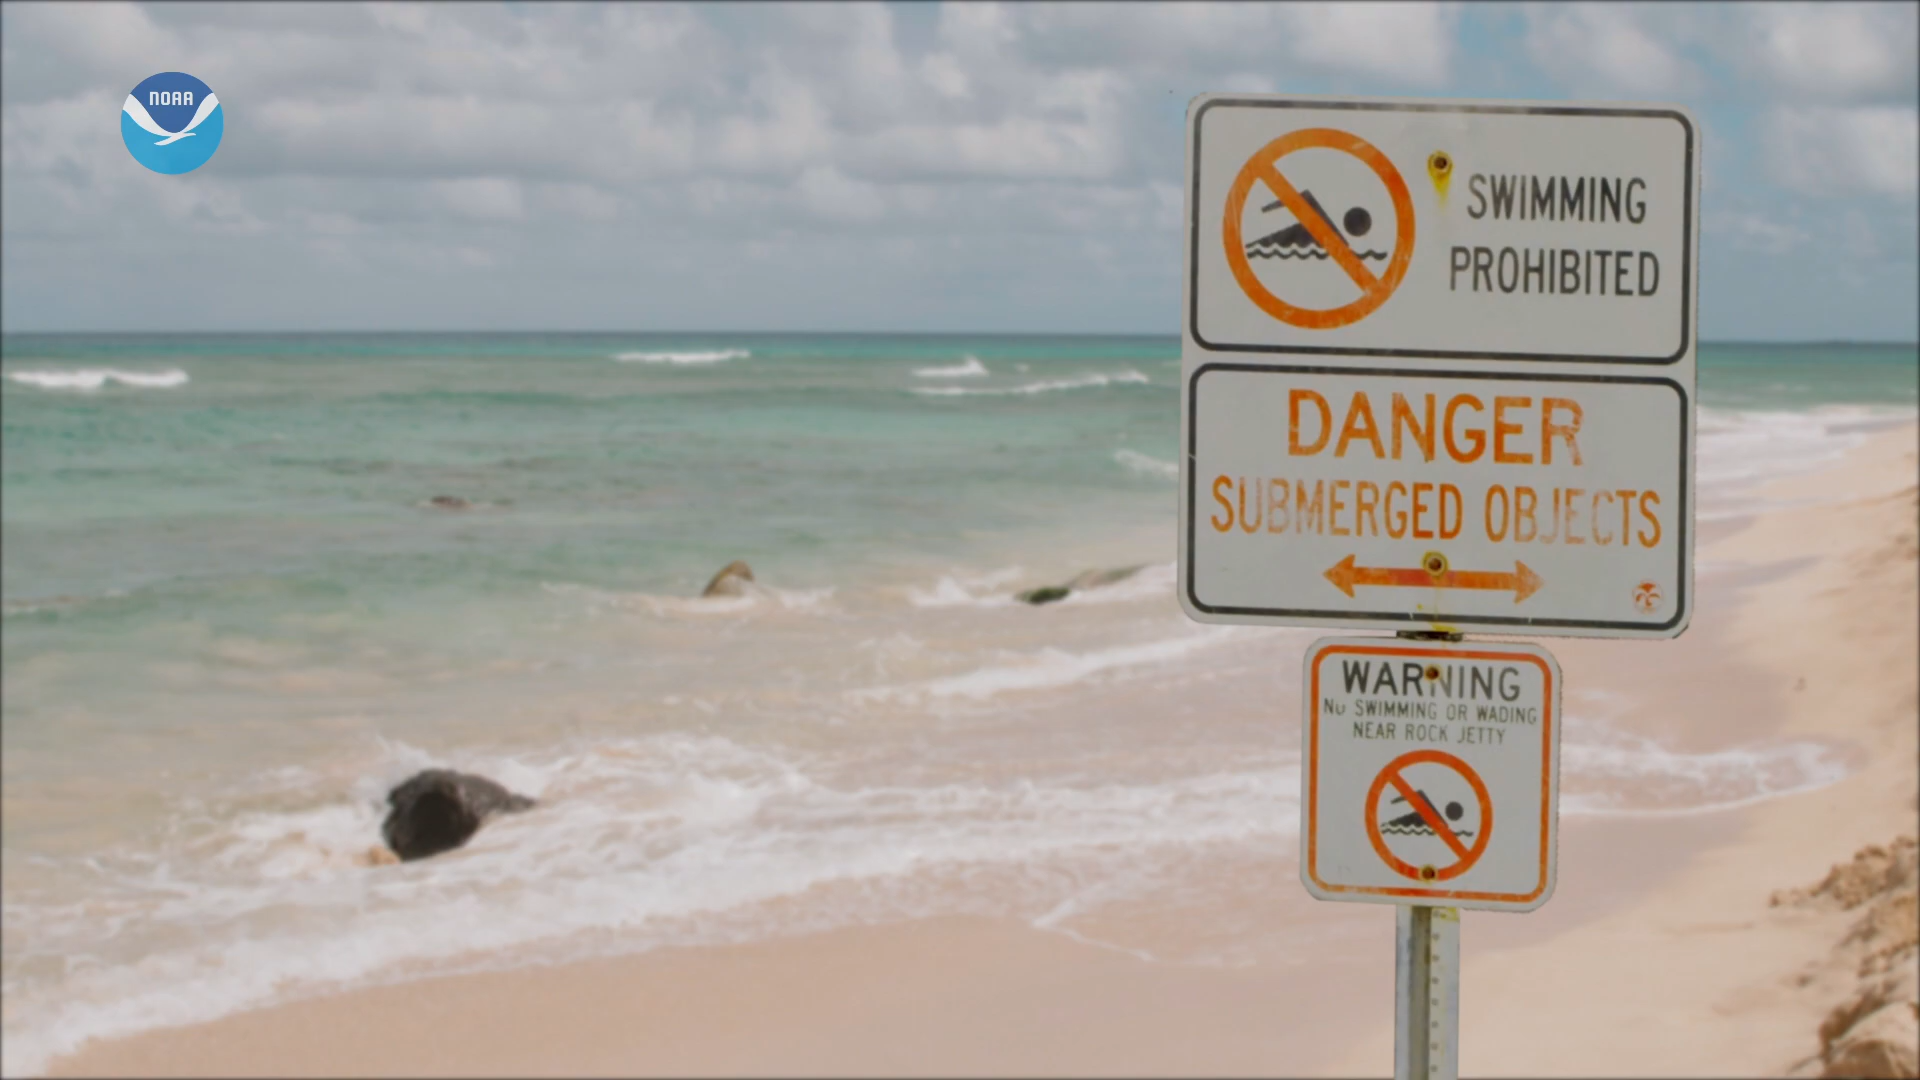 NOAA
SWIMMING
PROHIBITED
DANGER
SUBMERGED OBJECTS
WARNING
No SWIMMING OR WADING
NEAR ROCK JETTY